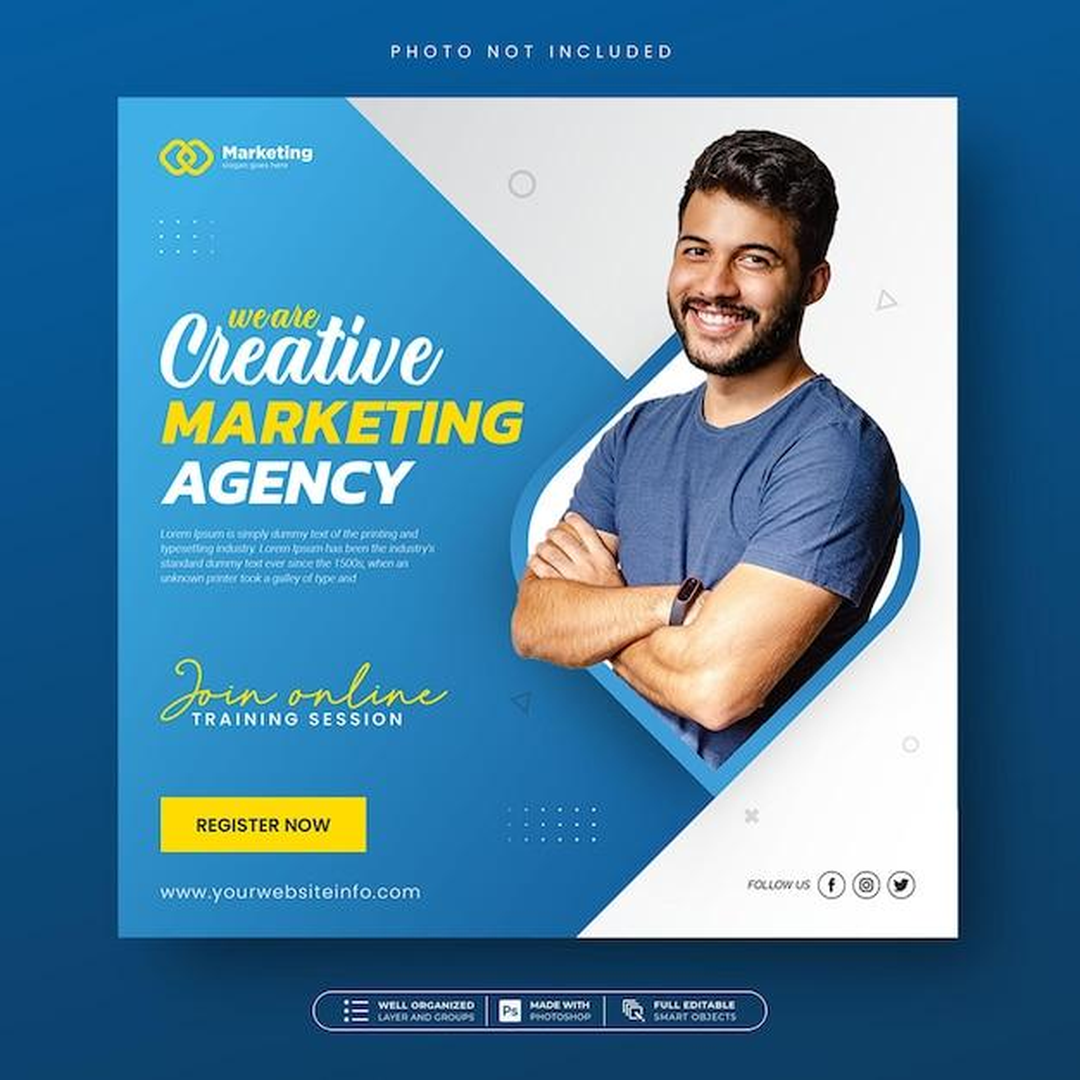 PHOTO NOT INCLUDED
Marketing
slogan goes here
we are
Creative
MARKETING
AGENCY
Lorem Ipsum is simply dummy text of the printing and
typesetting industry. Lorem Ipsum has been the industry's
standard dummy text ever since the 1500s, when an
unknown printer took a galley of type and
Join online
TRAINING SESSION
REGISTER NOW
www.yourwebsiteinfo.com
FOLLOW US
WELL ORGANIZED
LAYER AND GROUPS
Ps
MADE WITH
PHOTOSHOP
FULL EDITABLE
SMART OBJECTS